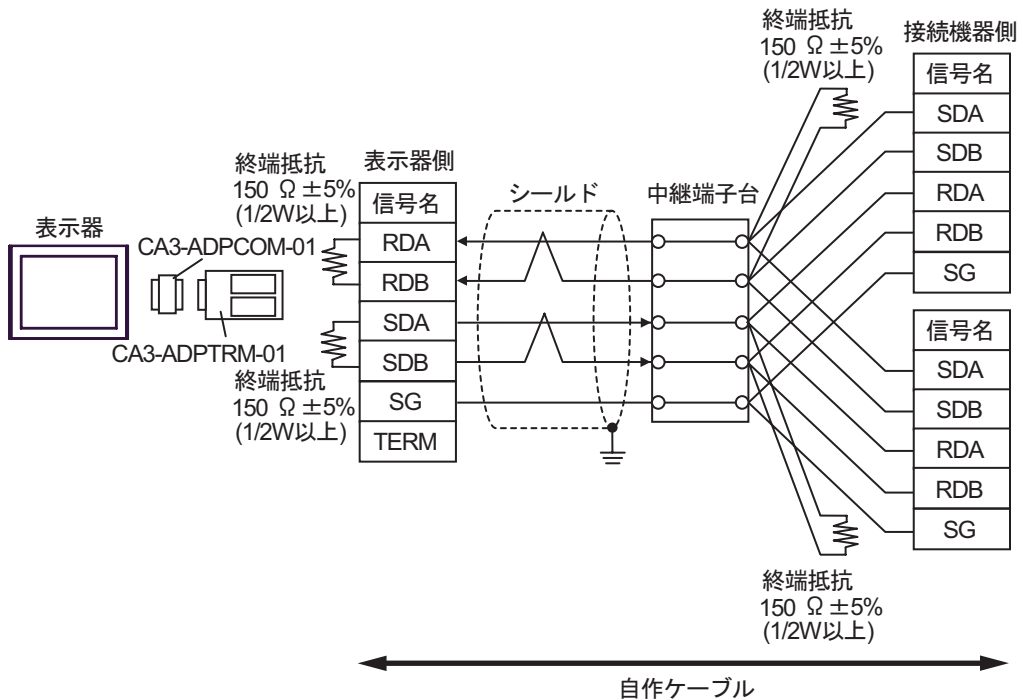 表示器
CA3-ADPCOM-01
CA3-ADPTRM-01
終端抵抗
150 Ω ±5%
(1/2W以上)
終端抵抗
150 Ω ±5%
(1/2W以上)
表示器側
信号名
RDA
RDB
SDA
SDB
SG
TERM
シールド
中継端子台
終端抵抗
150 Ω ±5%
(1/2W以上)
終端抵抗
150 Ω ±5%
(1/2W以上)
接続機器側
信号名
SDA
SDB
RDA
RDB
SG
信号名
SDA
SDB
RDA
RDB
SG
自作ケーブル